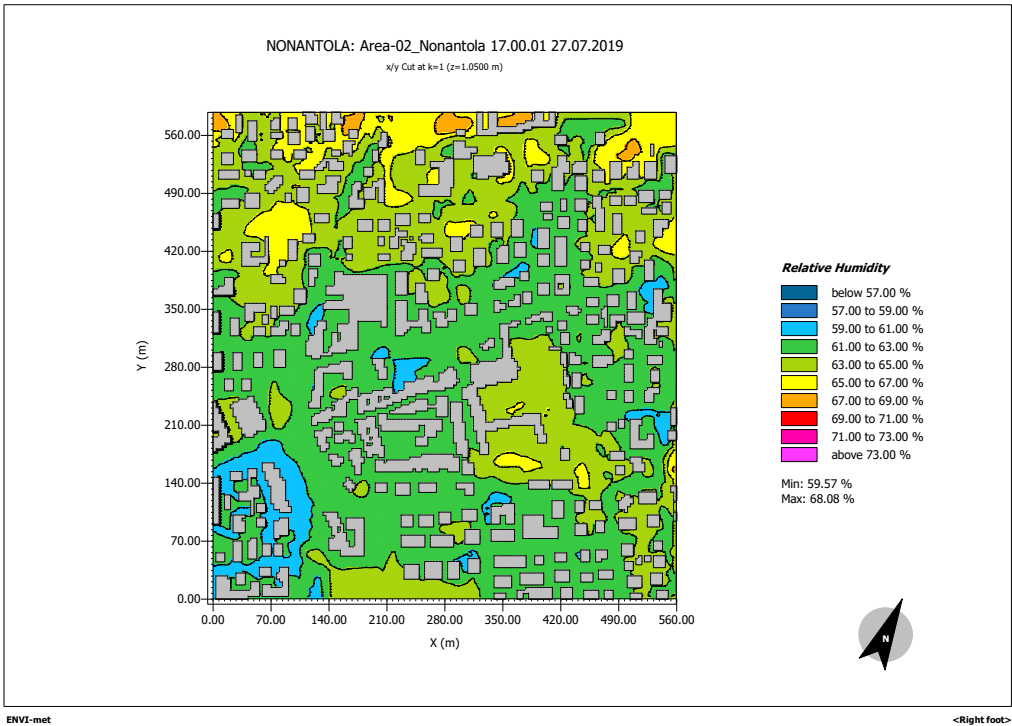 NONANTOLA: Area-02_Nonantola 17.00.01 27.07.2019
x/y Cut at k=1 (z=1.0500 m)
560.00
490.00
420.00
350.00
280.00
210.00
140.00
70.00
0.00
Y (m)
0.00 70.00 140.00 210.00 280.00 350.00 420.00 490.00 560.00
X (m)
Relative Humidity
below 57.00 %
57.00 to 59.00 %
59.00 to 61.00 %
61.00 to 63.00 %
63.00 to 65.00 %
65.00 to 67.00 %
67.00 to 69.00 %
69.00 to 71.00 %
71.00 to 73.00 %
above 73.00 %
Min: 59.57 %
Max: 68.08 %
N
ENVI-met
<Right foot>